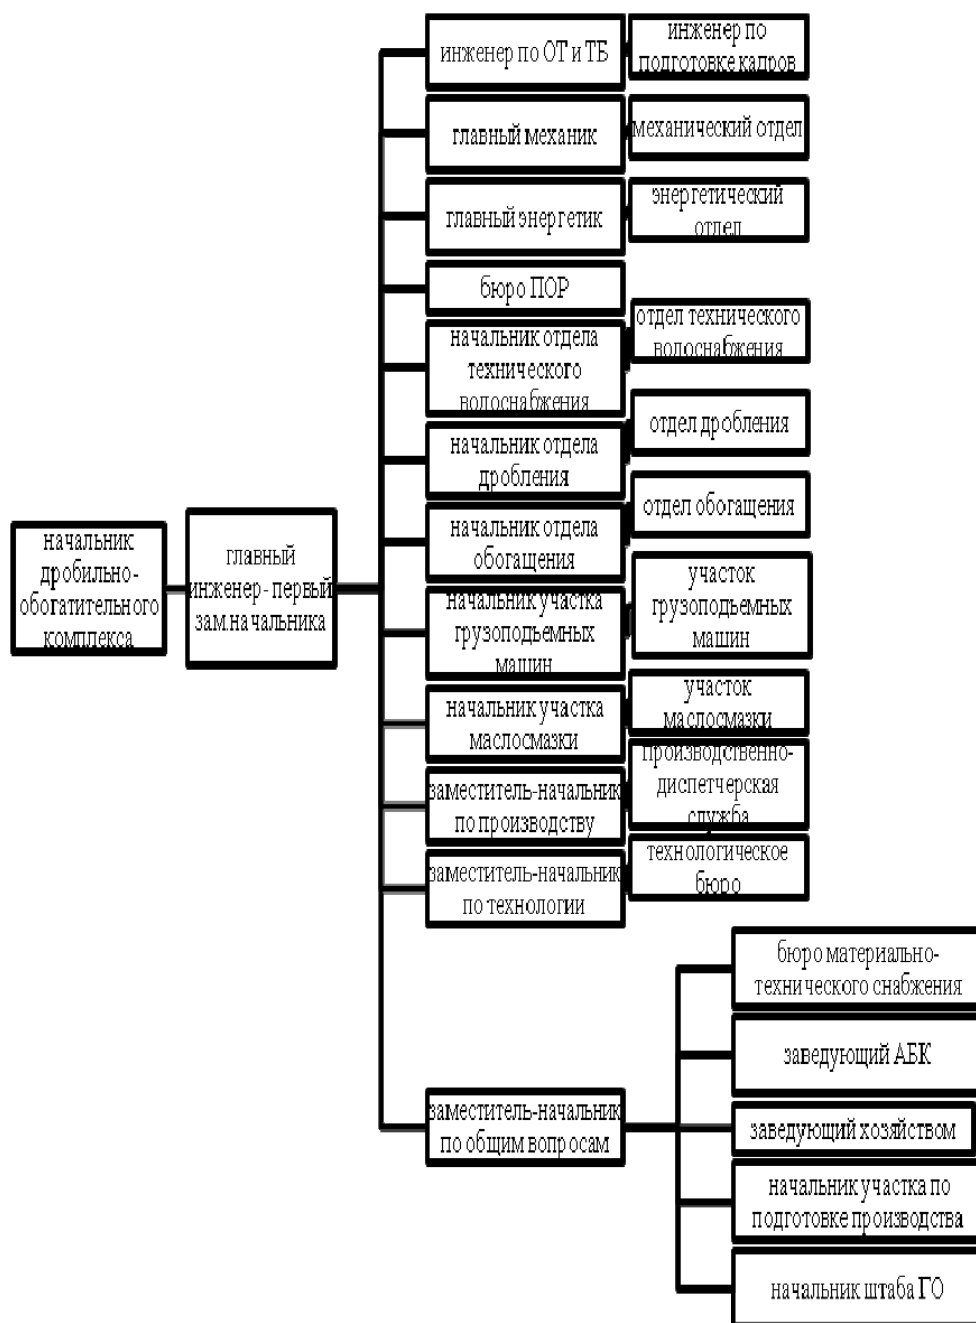 инженер по ОТ и ТБ
инженер по
подготовке кадров
главный механик
механический отдел
главный энергетик
энергетический
отдел
бюро ПОР
начальник отдела
технического
водоснабжения
отдел технического
водоснабжения
начальник отдела
дробления
отдел дробления
начальник отдела
обогащения
отдел обогащения
начальник
дробильно-
обогатительного
комплекса
главный
инженер- первый
зам.начальника
начальник участка
грузоподъемных
машин
участок
грузоподъемных
машин
начальник участка
маслосмазки
участок
маслосмазки
заместитель-начальник
по производству
производственно-
диспетчерская
служба
заместитель-начальник
по технологии
технологическое
бюро
заместитель-начальник
по общим вопросам
бюро материально-
технического снабжения
заведующий АБК
заведующий хозяйством
начальник участка по
подготовке производства
начальник штаба ГО